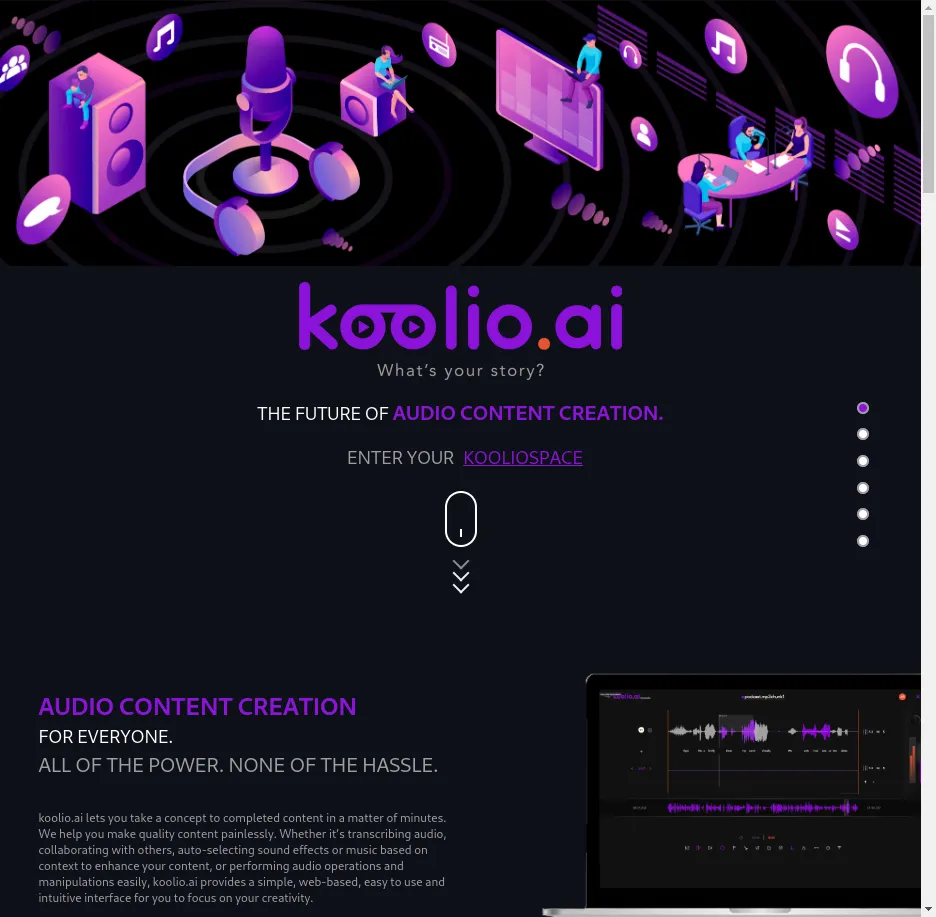 koolio.ai
What's your story?
THE FUTURE OF AUDIO CONTENT CREATION.
ENTER YOUR KOOLIOSPACE
AUDIO CONTENT CREATION
FOR EVERYONE.
ALL OF THE POWER. NONE OF THE HASSLE.
koolio.ai lets you take a concept to completed content in a matter of minutes.
We help you make quality content painlessly. Whether it's transcribing audio,
collaborating with others, auto-selecting sound effects or music based on
context to enhance your content, or performing audio operations and
manipulations easily, koolio.ai provides a simple, web-based, easy to use and
intuitive interface for you to focus on your creativity.
koolio.ai